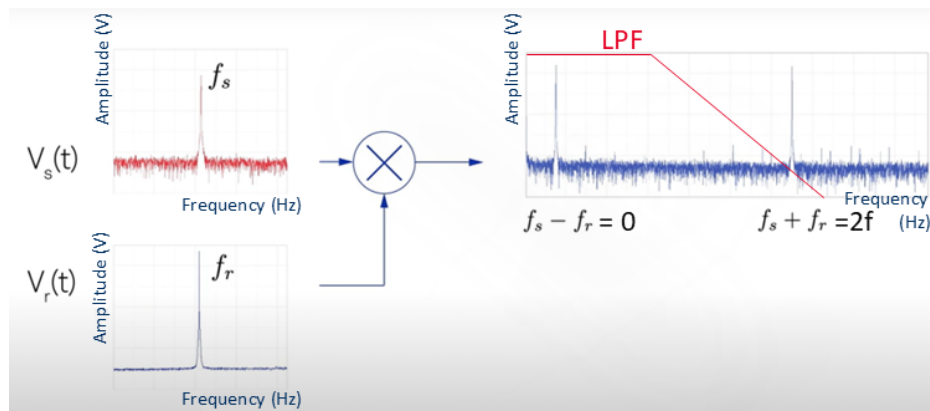 Amplitude (V)
f_s
V_s(t)
Frequency (Hz)
Amplitude (V)
f_r
V_r(t)
Frequency (Hz)
Amplitude (V)
LPF
Frequency
(Hz)
f_s − f_r = 0
f_s + f_r =2f